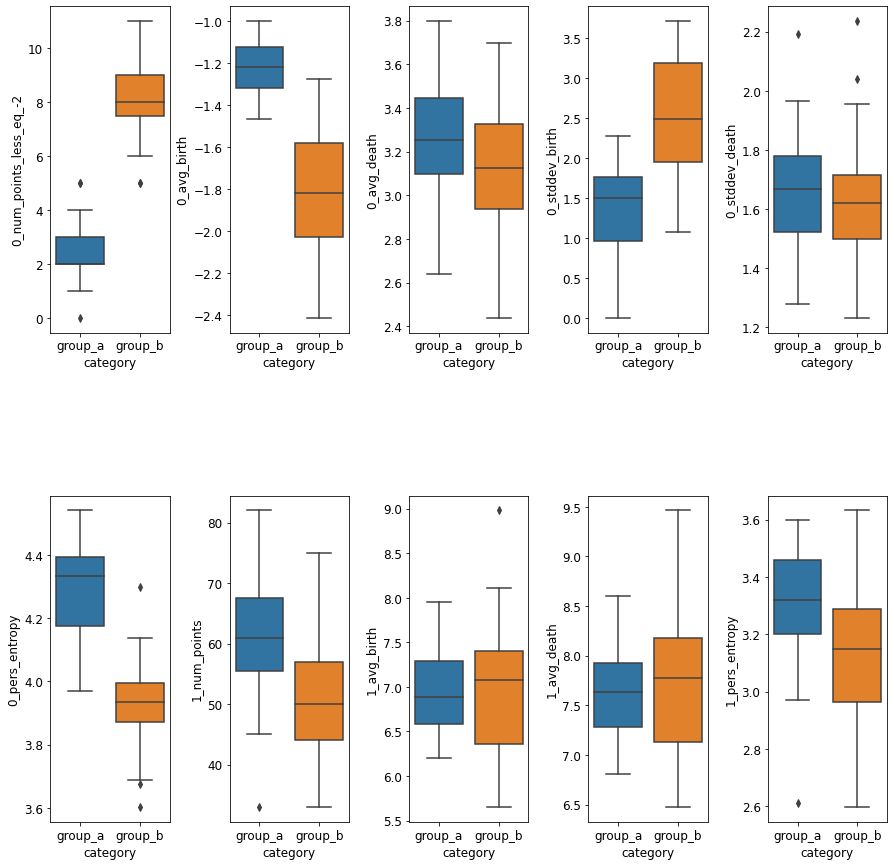 0_num_points_less_eq_-2
10
8
6
4
2
0
group_a group_b
category
0_avg_birth
−1.0
−1.2
−1.4
−1.6
−1.8
−2.0
−2.2
−2.4
group_a group_b
category
0_avg_death
3.8
3.6
3.4
3.2
3.0
2.8
2.6
2.4
group_a group_b
category
0_stddev_birth
3.5
3.0
2.5
2.0
1.5
1.0
0.5
0.0
group_a group_b
category
0_stddev_death
2.2
2.0
1.8
1.6
1.4
1.2
group_a group_b
category
0_pers_entropy
4.4
4.2
4.0
3.8
3.6
group_a group_b
category
1_num_points
80
70
60
50
40
group_a group_b
category
1_avg_birth
9.0
8.5
8.0
7.5
7.0
6.5
6.0
5.5
group_a group_b
category
1_avg_death
9.5
9.0
8.5
8.0
7.5
7.0
6.5
group_a group_b
category
1_pers_entropy
3.6
3.4
3.2
3.0
2.8
2.6
group_a group_b
category